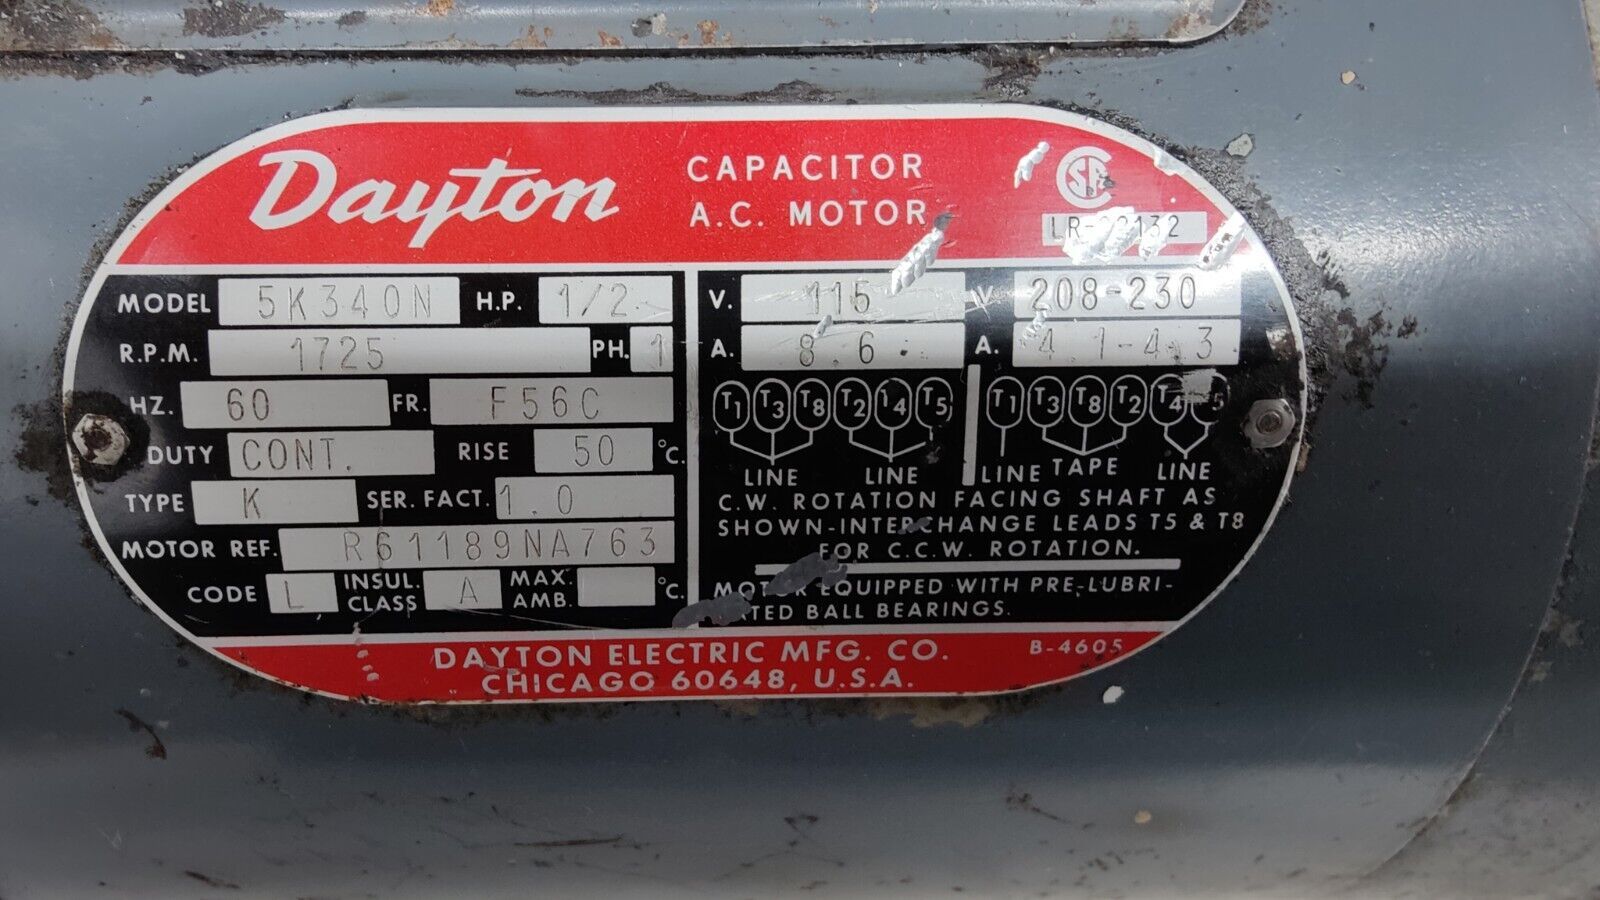 Dayton
CAPACITOR
A.C. MOTOR
CSA
MODEL 5K340N H.P. 1/2
R.P.M. 1725 PH. 1
HZ. 60 FR. F56C
DUTY CONT. RISE 50 °C.
TYPE K SER. FACT. 1.0
MOTOR REF. R61189NA763
CODE L INSUL. CLASS A MAX. AMB. °C.
V. 115 V. 208-230
A. 8.6 A. 4.1-4.3
T1 T3 T8 T2 T4 T5 T1 T3 T8 T2 T4
LINE LINE LINE TAPE LINE
C.W. ROTATION FACING SHAFT AS
SHOWN-INTERCHANGE LEADS T5 & T8
FOR C.C.W. ROTATION.
MOTOR EQUIPPED WITH PRE-LUBRI-
CATED BALL BEARINGS.
DAYTON ELECTRIC MFG. CO.
CHICAGO 60648, U.S.A.
B-4605